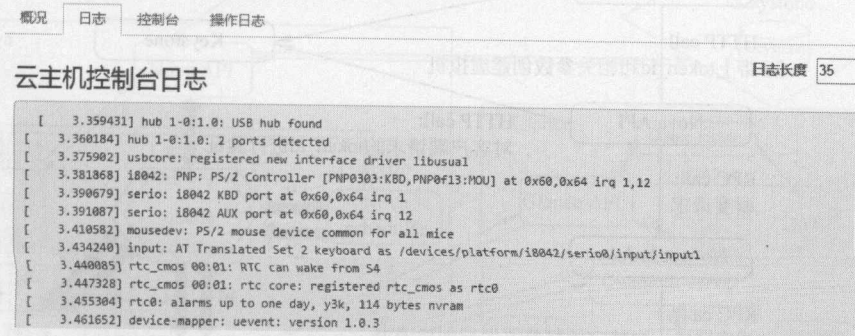 概况 日志 控制台 操作日志
云主机控制台日志
日志长度 35
[ 3.359431] hub 1-0:1.0: USB hub found
[ 3.360184] hub 1-0:1.0: 2 ports detected
[ 3.375902] usbcore: registered new interface driver libusual
[ 3.381868] i8042: PNP: PS/2 Controller [PNP0303:KBD,PNP0f13:MOU] at 0x60,0x64 irq 1,12
[ 3.390679] serio: i8042 KBD port at 0x60,0x64 irq 1
[ 3.391087] serio: i8042 AUX port at 0x60,0x64 irq 12
[ 3.410582] mousedev: PS/2 mouse device common for all mice
[ 3.434240] input: AT Translated Set 2 keyboard as /devices/platform/i8042/serio0/input/input1
[ 3.440085] rtc_cmos 00:01: RTC can wake from S4
[ 3.447328] rtc_cmos 00:01: rtc core: registered rtc_cmos as rtc0
[ 3.455304] rtc0: alarms up to one day, y3k, 114 bytes nvram
[ 3.461652] device-mapper: uevent: version 1.0.3